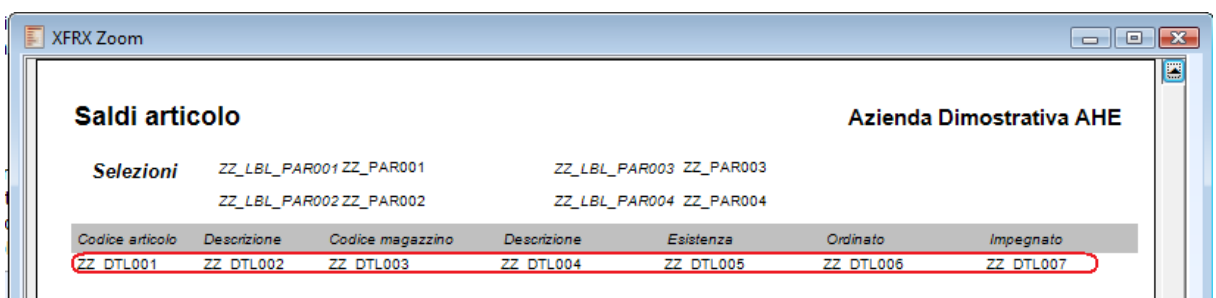 XFRX Zoom
Saldi articolo Azienda Dimostrativa AHE
Selezioni ZZ_LBL_PAR001 ZZ_PAR001 ZZ_LBL_PAR003 ZZ_PAR003
ZZ_LBL_PAR002 ZZ_PAR002 ZZ_LBL_PAR004 ZZ_PAR004
Codice articolo Descrizione Codice magazzino Descrizione Esistenza Ordinato Impegnato
ZZ_DTL001 ZZ_DTL002 ZZ_DTL003 ZZ_DTL004 ZZ_DTL005 ZZ_DTL006 ZZ_DTL007